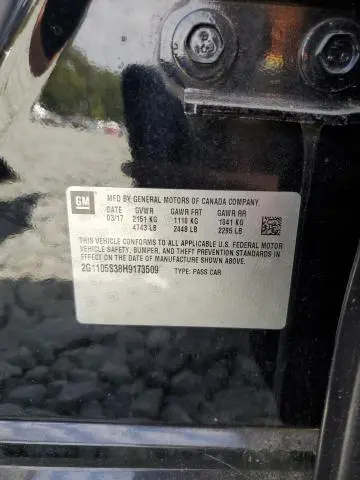 GM
MFD BY GENERAL MOTORS OF CANADA COMPANY
DATE GVWR GAWR FRT GAWR RR
03/17 2151 KG 1110 KG 1041 KG
4743 LB 2448 LB 2295 LB
THIS VEHICLE CONFORMS TO ALL APPLICABLE U.S. FEDERAL MOTOR
VEHICLE SAFETY, BUMPER, AND THEFT PREVENTION STANDARDS IN
EFFECT ON THE DATE OF MANUFACTURE SHOWN ABOVE.
2G1105S38H9173509 TYPE: PASS CAR